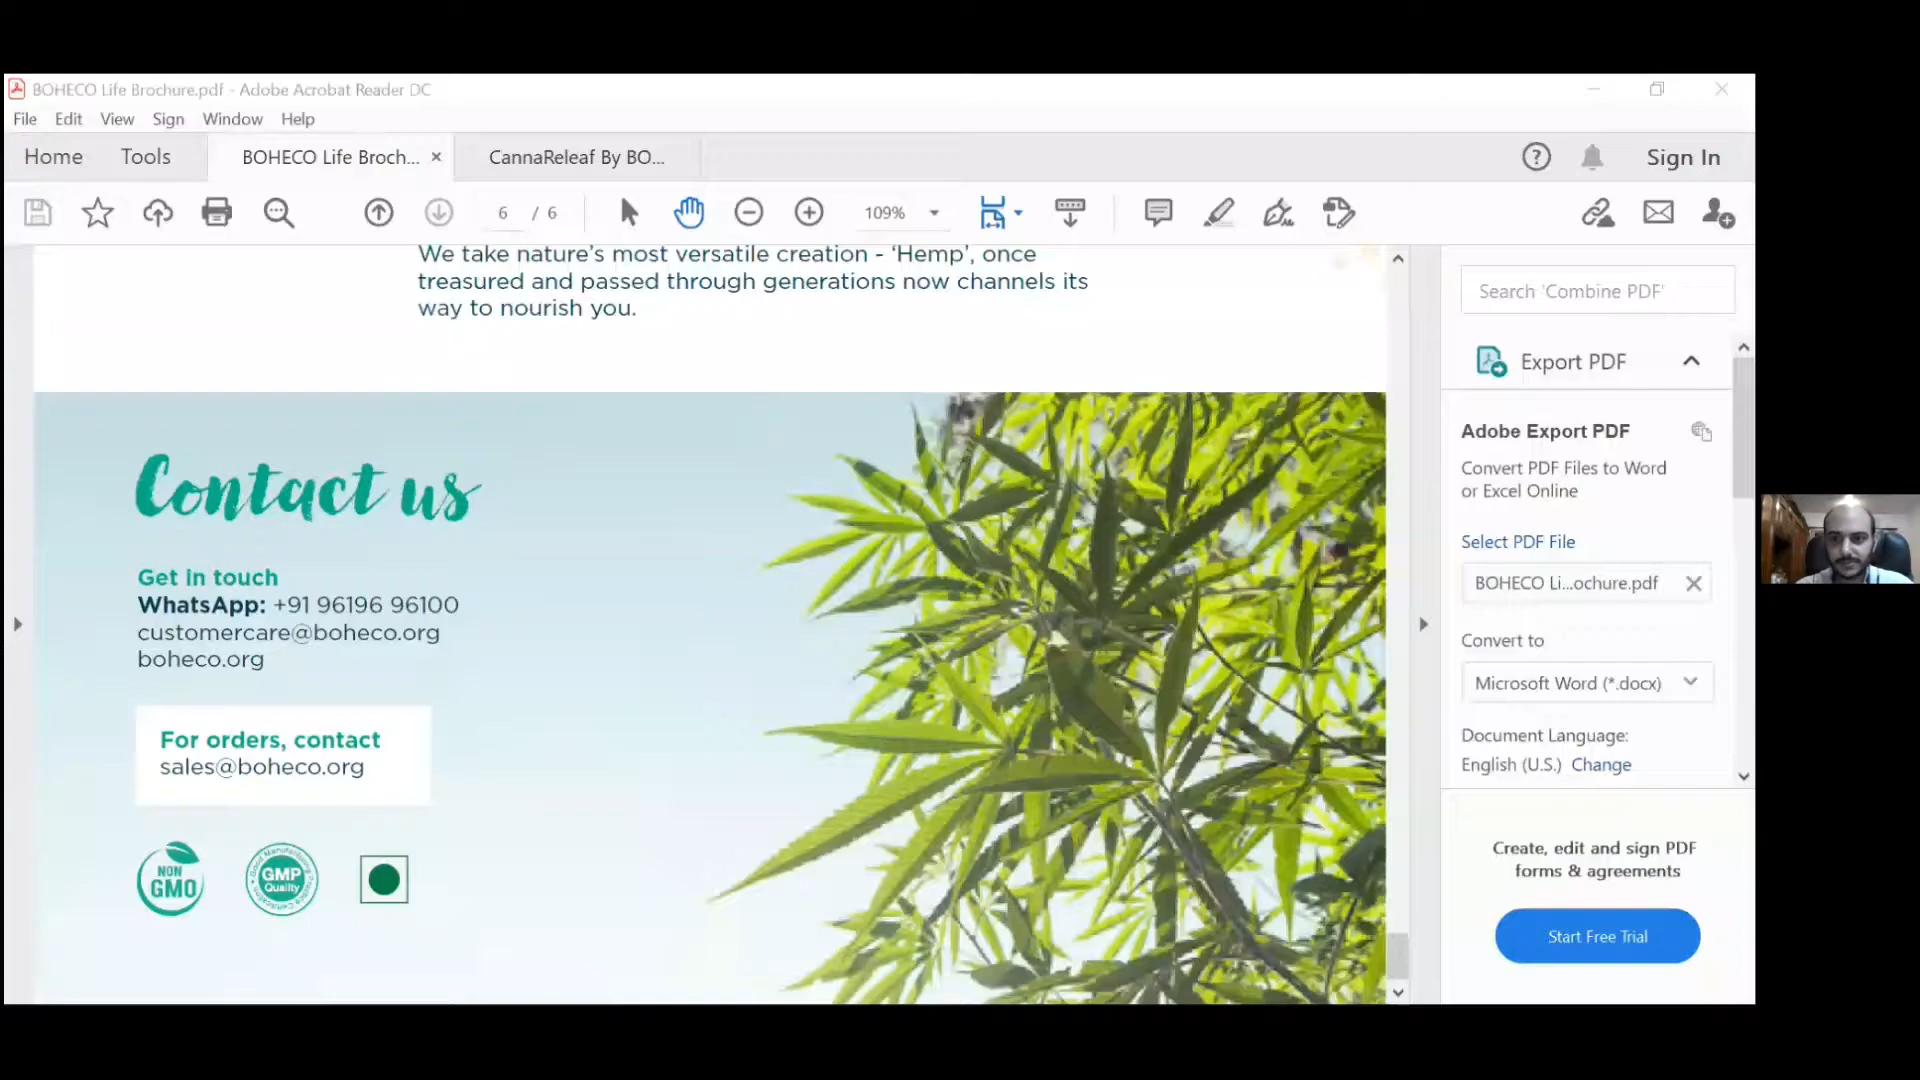 BOHECO Life Brochure.pdf - Adobe Acrobat Reader DC
File Edit View Sign Window Help
Home Tools BOHECO Life Broch... × CannaReleaf By BO... Sign In
6 / 6 109%
We take nature's most versatile creation - 'Hemp', once
treasured and passed through generations now channels its
way to nourish you.
Contact us
Get in touch
WhatsApp: +91 96196 96100
customercare@boheco.org
boheco.org
For orders, contact
sales@boheco.org
NON
GMO
GMP
Quality
Search 'Combine PDF'
Export PDF
Adobe Export PDF
Convert PDF Files to Word
or Excel Online
Select PDF File
BOHECO Li...ochure.pdf
Convert to
Microsoft Word (*.docx)
Document Language:
English (U.S.) Change
Create, edit and sign PDF
forms & agreements
Start Free Trial